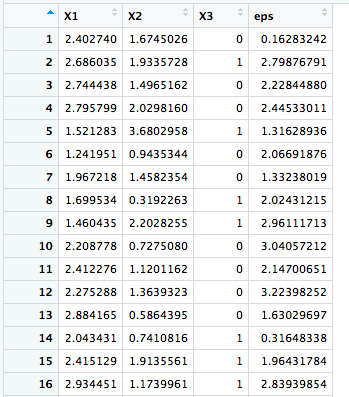 X1 X2 X3 eps
1 2.402740 1.6745026 0 0.16283242
2 2.686035 1.9335728 1 2.79876791
3 2.744438 1.4965162 0 2.22844880
4 2.795799 2.0298160 0 2.44533011
5 1.521283 3.6802958 1 1.31628936
6 1.241951 0.9435344 0 2.06691876
7 1.967218 1.4582354 0 1.33238019
8 1.699534 0.3192263 1 2.02431215
9 1.460435 2.2028255 1 2.96111713
10 2.208778 0.7275080 0 3.04057212
11 2.412276 1.1201162 0 2.14700651
12 2.275288 1.3639323 0 3.22398252
13 2.884165 0.5864395 0 1.63029697
14 2.043431 0.7410816 1 0.31648338
15 2.415129 1.9135561 1 1.96431784
16 2.934451 1.1739961 1 2.83939854